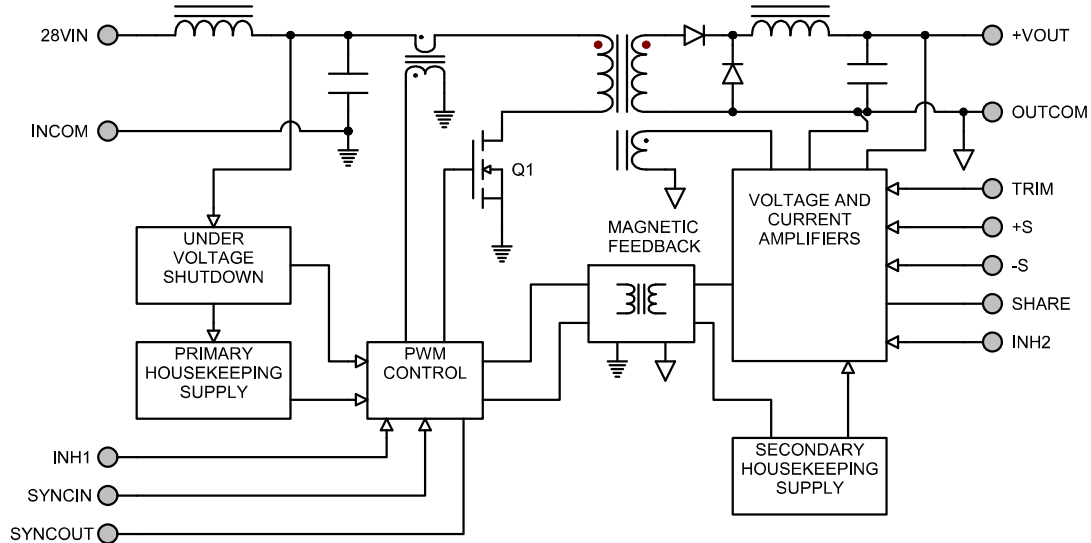 28VIN
+VOUT
INCOM
OUTCOM
Q1
TRIM
VOLTAGE AND
CURRENT
AMPLIFIERS
+S
MAGNETIC
FEEDBACK
UNDER
VOLTAGE
SHUTDOWN
-S
SHARE
INH2
PRIMARY
HOUSEKEEPING
SUPPLY
PWM
CONTROL
INH1
SECONDARY
HOUSEKEEPING
SUPPLY
SYNCIN
SYNCOUT